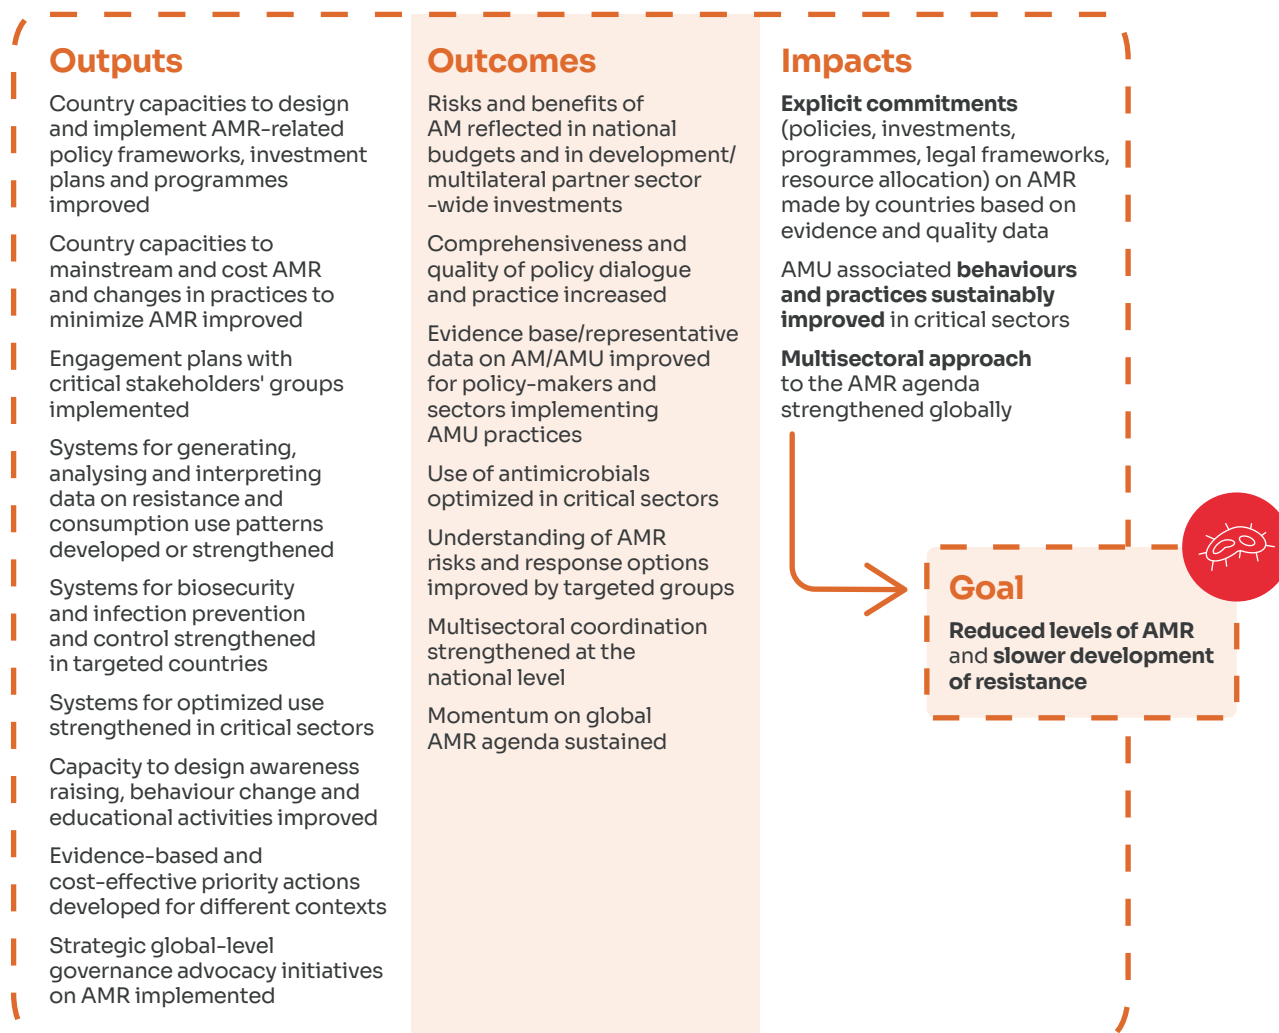 Outputs
Country capacities to design
and implement AMR-related
policy frameworks, investment
plans and programmes
improved
Country capacities to
mainstream and cost AMR
and changes in practices to
minimize AMR improved
Engagement plans with
critical stakeholders' groups
implemented
Systems for generating,
analysing and interpreting
data on resistance and
consumption use patterns
developed or strengthened
Systems for biosecurity
and infection prevention
and control strengthened
in targeted countries
Systems for optimized use
strengthened in critical sectors
Capacity to design awareness
raising, behaviour change and
educational activities improved
Evidence-based and
cost-effective priority actions
developed for different contexts
Strategic global-level
governance advocacy initiatives
on AMR implemented
Outcomes
Risks and benefits of
AM reflected in national
budgets and in development/
multilateral partner sector
-wide investments
Comprehensiveness and
quality of policy dialogue
and practice increased
Evidence base/representative
data on AM/AMU improved
for policy-makers and
sectors implementing
AMU practices
Use of antimicrobials
optimized in critical sectors
Understanding of AMR
risks and response options
improved by targeted groups
Multisectoral coordination
strengthened at the
national level
Momentum on global
AMR agenda sustained
Impacts
Explicit commitments
(policies, investments,
programmes, legal frameworks,
resource allocation) on AMR
made by countries based on
evidence and quality data
AMU associated behaviours
and practices sustainably
improved in critical sectors
Multisectoral approach
to the AMR agenda
strengthened globally
Goal
Reduced levels of AMR
and slower development
of resistance